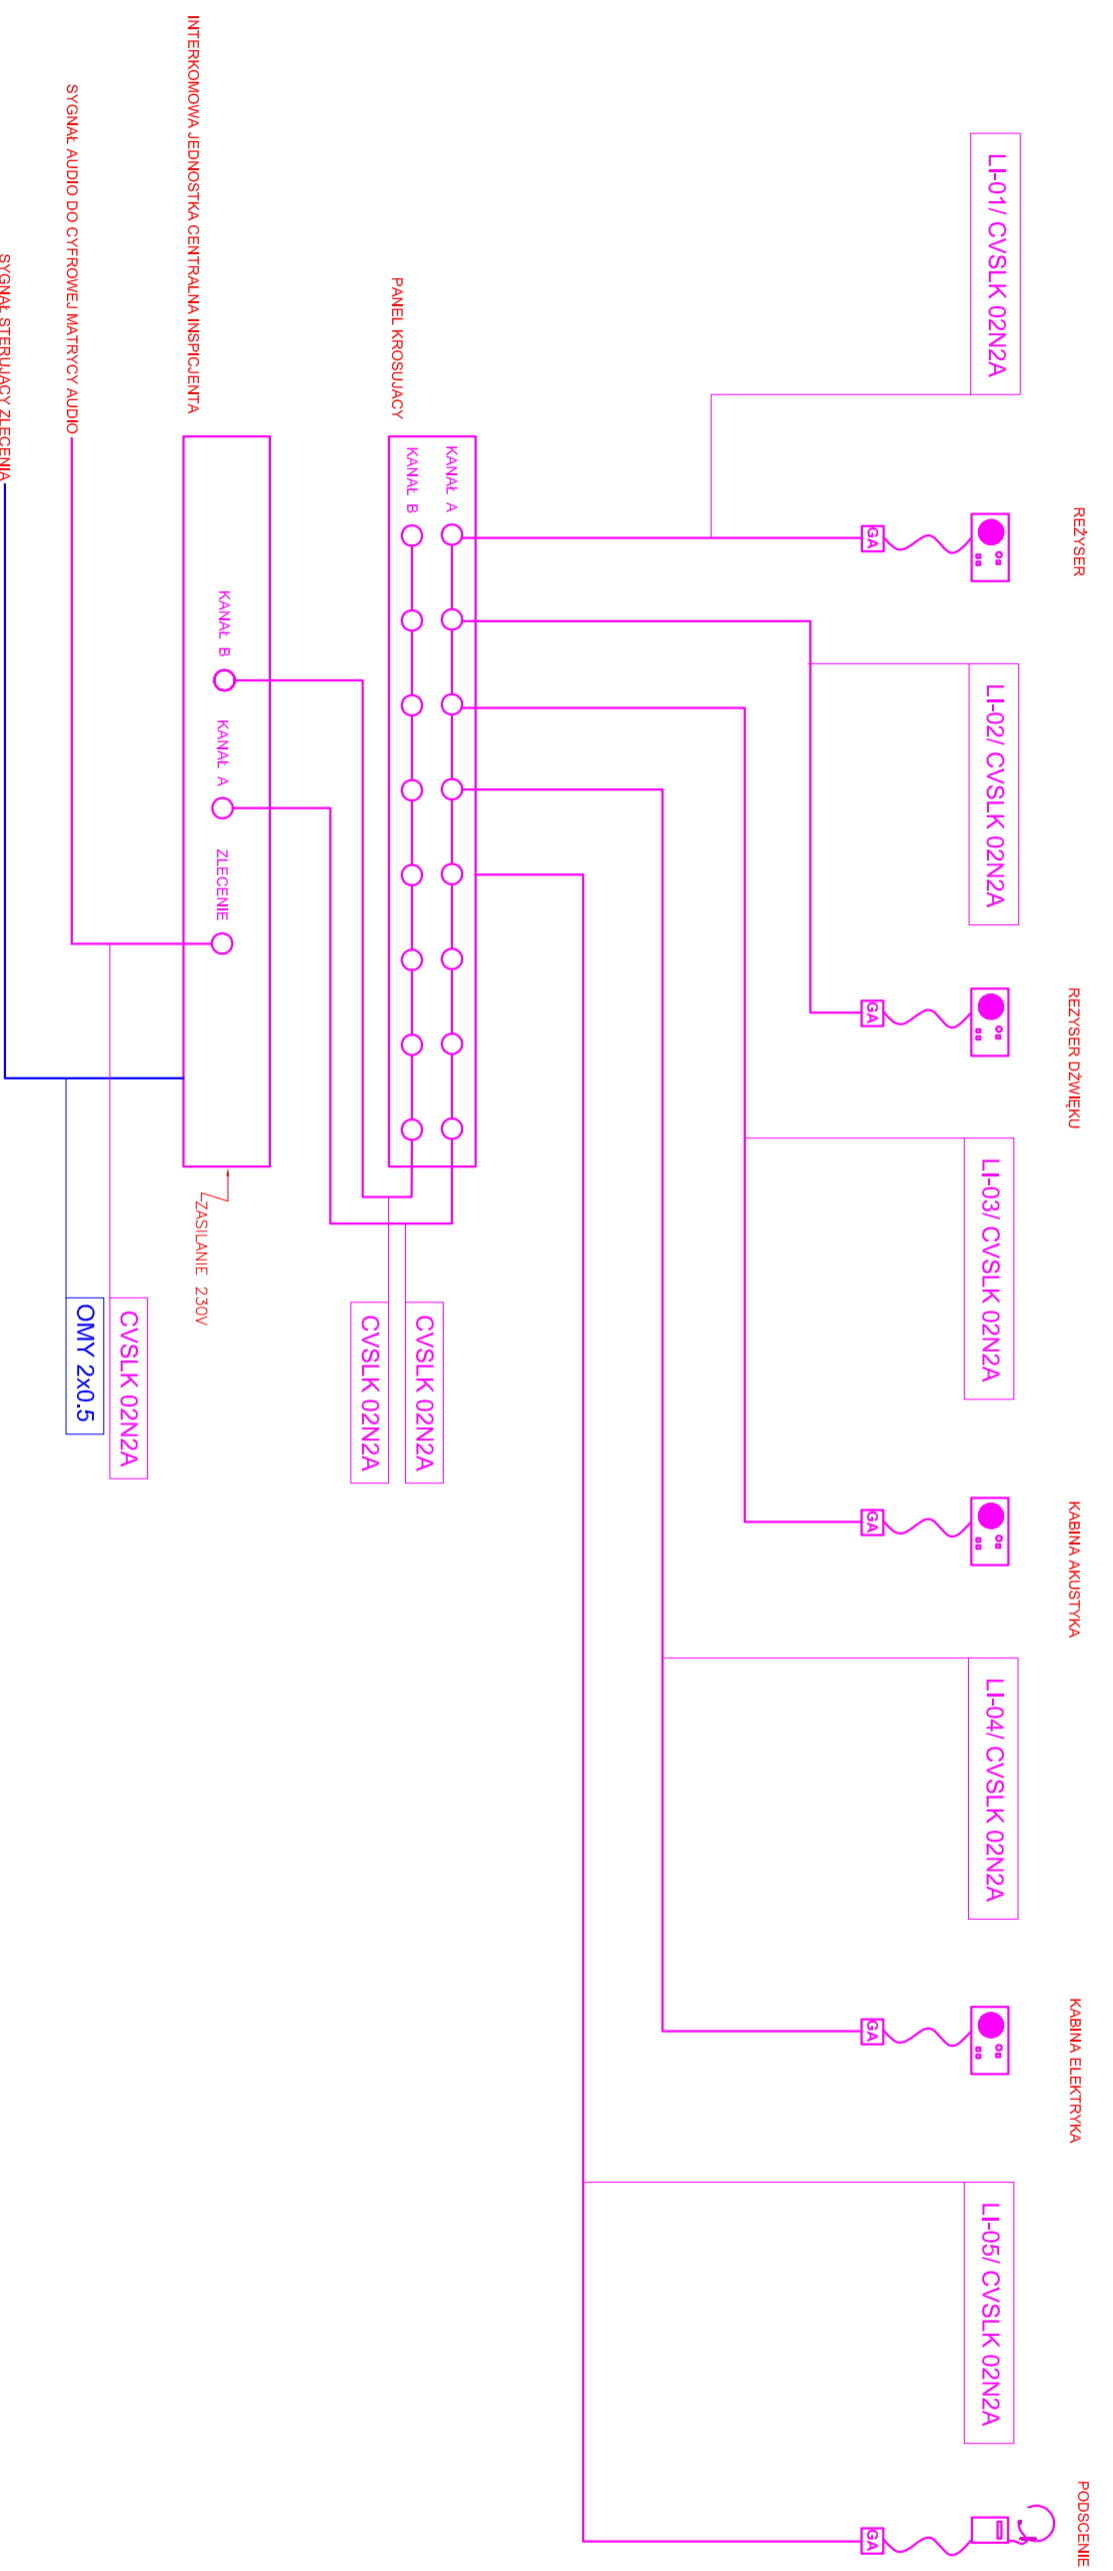 REŻYSER
REŻYSER DŹWIĘKU
KABINA AKUSTYKA
KABINA ELEKTRYKA
PODSCENIE
LI-01/ CVSLK 02N2A
LI-02/ CVSLK 02N2A
LI-03/ CVSLK 02N2A
LI-04/ CVSLK 02N2A
LI-05/ CVSLK 02N2A
GA
GA
GA
GA
GA
PANEL KROSUJACY
KANAŁ A
KANAŁ B
CVSLK 02N2A
CVSLK 02N2A
INTERKOMOWA JEDNOSTKA CENTRALNA INSPICJENTA
KANAŁ B
KANAŁ A
ZLECENIE
ZASILANIE 230V
CVSLK 02N2A
OMY 2x0.5
SYGNAŁ AUDIO DO CYFROWEJ MATRYCY AUDIO
SYGNAŁ STERUJACY ZLECENIA